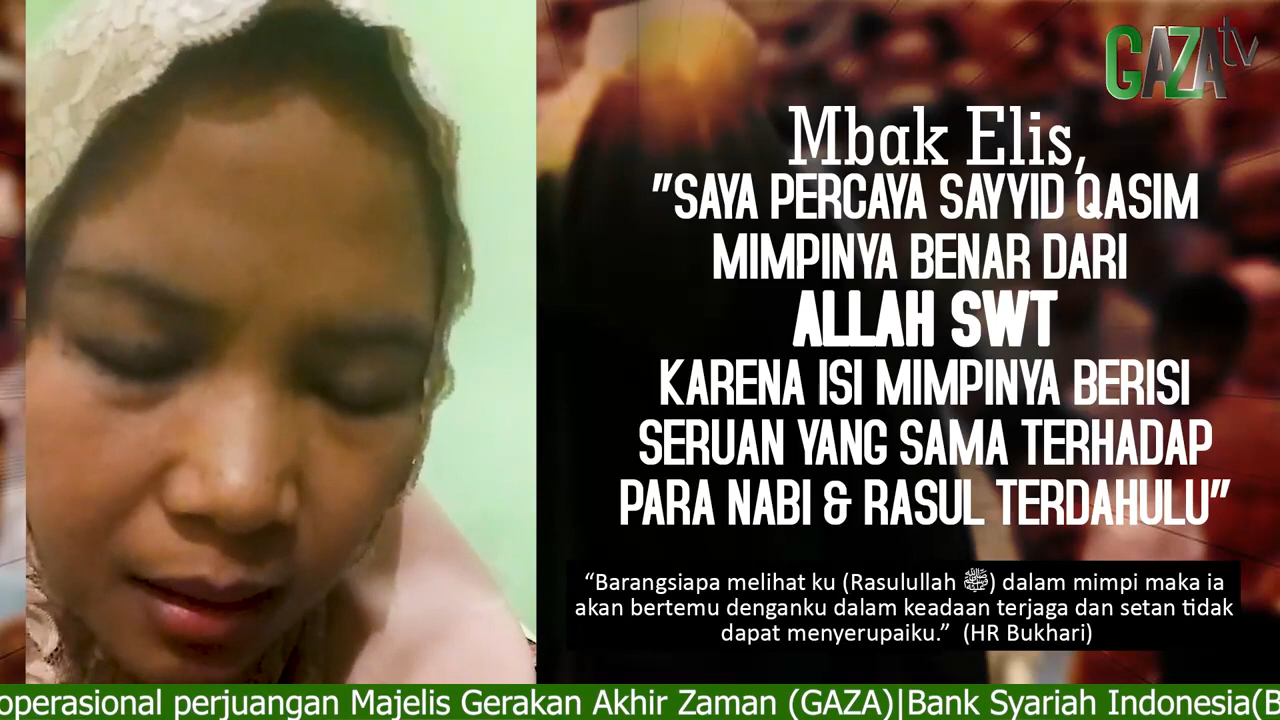 GAZA tv
Mbak Elis,
"SAYA PERCAYA SAYYID QASIM
MIMPINYA BENAR DARI
ALLAH SWT
KARENA ISI MIMPINYA BERISI
SERUAN YANG SAMA TERHADAP
PARA NABI & RASUL TERDAHULU"
“Barangsiapa melihat ku (Rasulullah ﷺ) dalam mimpi maka ia
akan bertemu denganku dalam keadaan terjaga dan setan tidak
dapat menyerupaiku.” (HR Bukhari)
operasional perjuangan Majelis Gerakan Akhir Zaman (GAZA)|Bank Syariah Indonesia(B